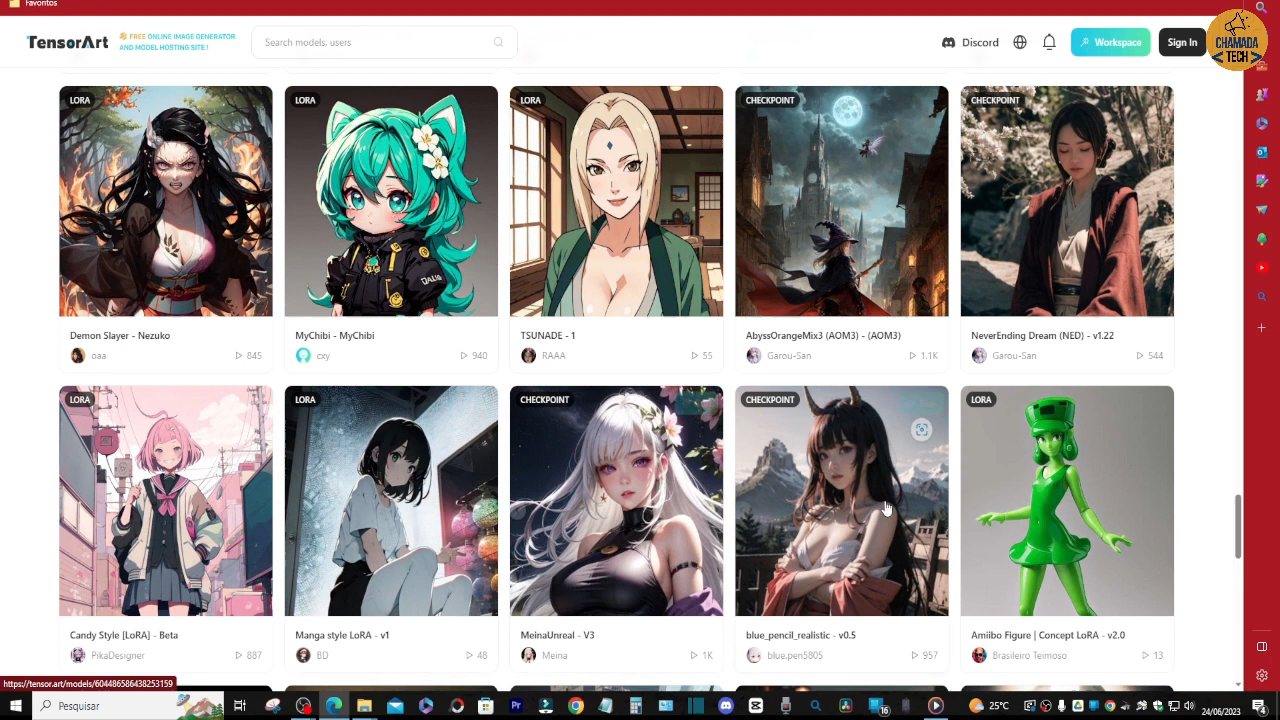 Favoritos
TensorArt
FREE ONLINE IMAGE GENERATOR
AND MODEL HOSTING SITE !
Search models, users
Discord
Workspace
Sign In
CHAMADA
<TECH>
LORA
LORA
LORA
CHECKPOINT
CHECKPOINT
Demon Slayer - Nezuko
MyChibi - MyChibi
TSUNADE - 1
AbyssOrangeMix3 (AOM3) - (AOM3)
NeverEnding Dream (NED) - v1.22
oaa
845
cxy
940
RAAA
55
Garou-San
1.1K
Garou-San
544
LORA
LORA
CHECKPOINT
CHECKPOINT
LORA
Candy Style [LoRA] - Beta
Manga style LoRA - v1
MeinaUnreal - V3
blue_pencil_realistic - v0.5
Amiibo Figure | Concept LoRA - v2.0
PikaDesigner
887
BD
48
Meina
1K
blue.pen5805
957
Brasileiro Teimoso
13
https://tensor.art/models/604486586438253159
Pesquisar
16
25°C
24/06/2023